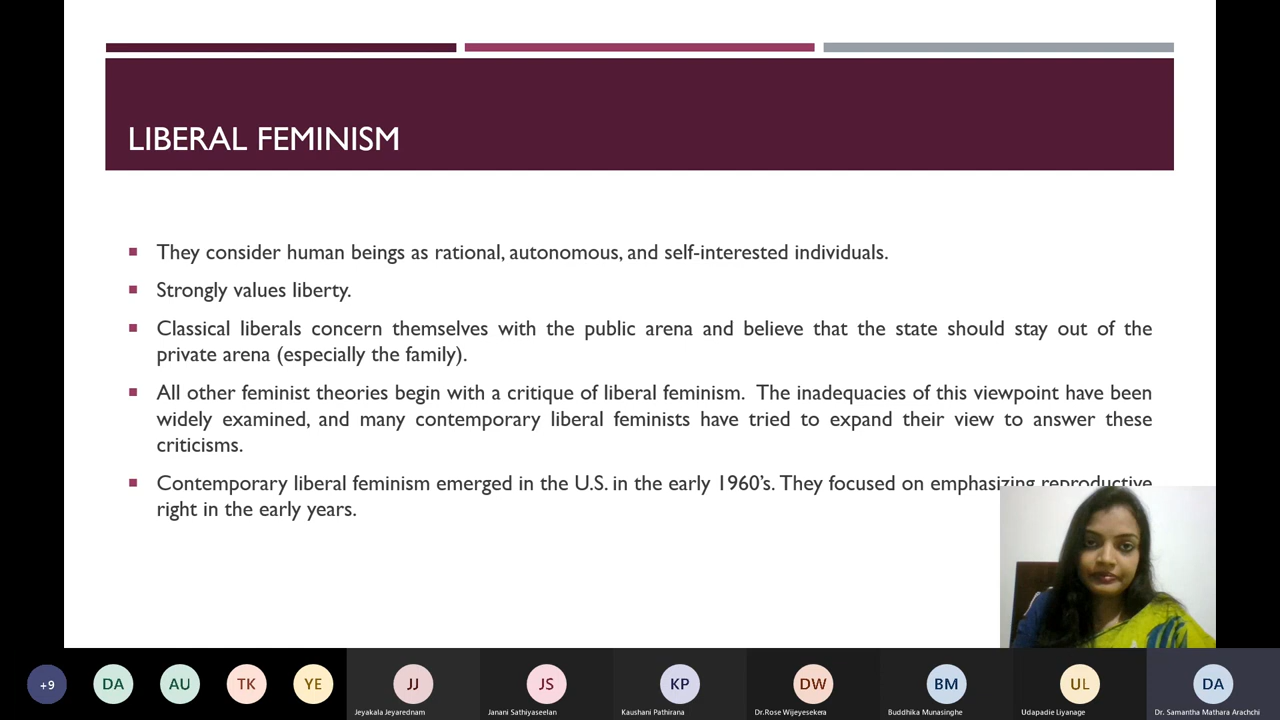 LIBERAL FEMINISM
They consider human beings as rational, autonomous, and self-interested individuals.
Strongly values liberty.
Classical liberals concern themselves with the public arena and believe that the state should stay out of the
private arena (especially the family).
All other feminist theories begin with a critique of liberal feminism. The inadequacies of this viewpoint have been
widely examined, and many contemporary liberal feminists have tried to expand their view to answer these
criticisms.
Contemporary liberal feminism emerged in the U.S. in the early 1960’s. They focused on emphasizing reproductive
right in the early years.
+9 DA AU TK YE JJ JS KP DW BM UL DA
Jeyakala Jeyarednam Janani Sathiyaseelan Kaushani Pathirana Dr.Rose Wijeyesekera Buddhika Munasinghe Udapadie Liyanage Dr. Samantha Mathara Arachchi